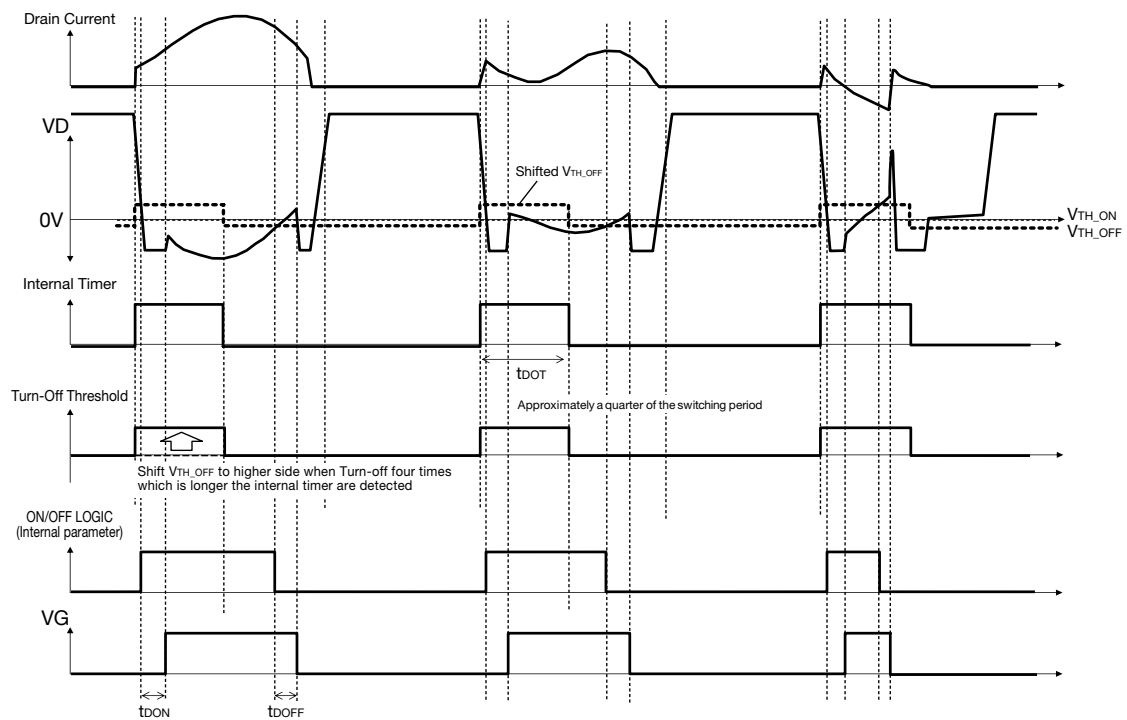 Drain Current
VD
Shifted VTH_OFF
0V
VTH_ON
VTH_OFF
Internal Timer
tDOT
Turn-Off Threshold
Approximately a quarter of the switching period
Shift VTH_OFF to higher side when Turn-off four times
which is longer the internal timer are detected
ON/OFF LOGIC
(Internal parameter)
VG
tDON
tDOFF